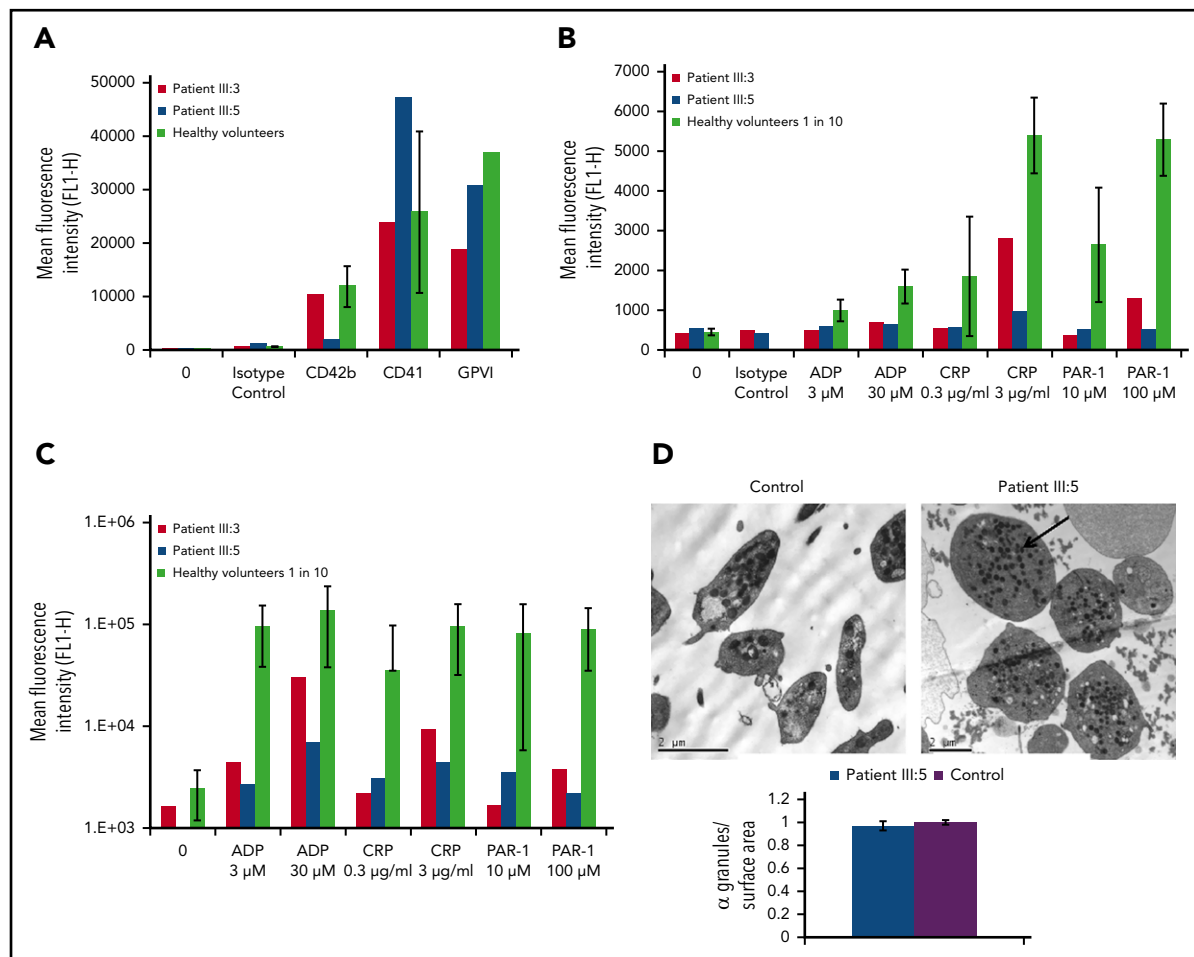 A
Mean fluoresence
intensity (FL1-H)
50000
40000
30000
20000
10000
0
Patient III:3
Patient III:5
Healthy volunteers
0
Isotype
Control
CD42b
CD41
GPVI
B
Mean fluorescence
intensity (FL1-H)
7000
6000
5000
4000
3000
2000
1000
0
Patient III:3
Patient III:5
Healthy volunteers 1 in 10
0
Isotype
Control
ADP
3 µM
ADP
30 µM
CRP
0.3 µg/ml
CRP
3 µg/ml
PAR-1
10 µM
PAR-1
100 µM
C
Mean fluorescence
intensity (FL1-H)
1.E+06
1.E+05
1.E+04
1.E+03
Patient III:3
Patient III:5
Healthy volunteers 1 in 10
0
ADP
3 µM
ADP
30 µM
CRP
0.3 µg/ml
CRP
3 µg/ml
PAR-1
10 µM
PAR-1
100 µM
D
Control
Patient III:5
2 µm
2 µm
Patient III:5
Control
α granules/
surface area
1.2
1
0.8
0.6
0.4
0.2
0